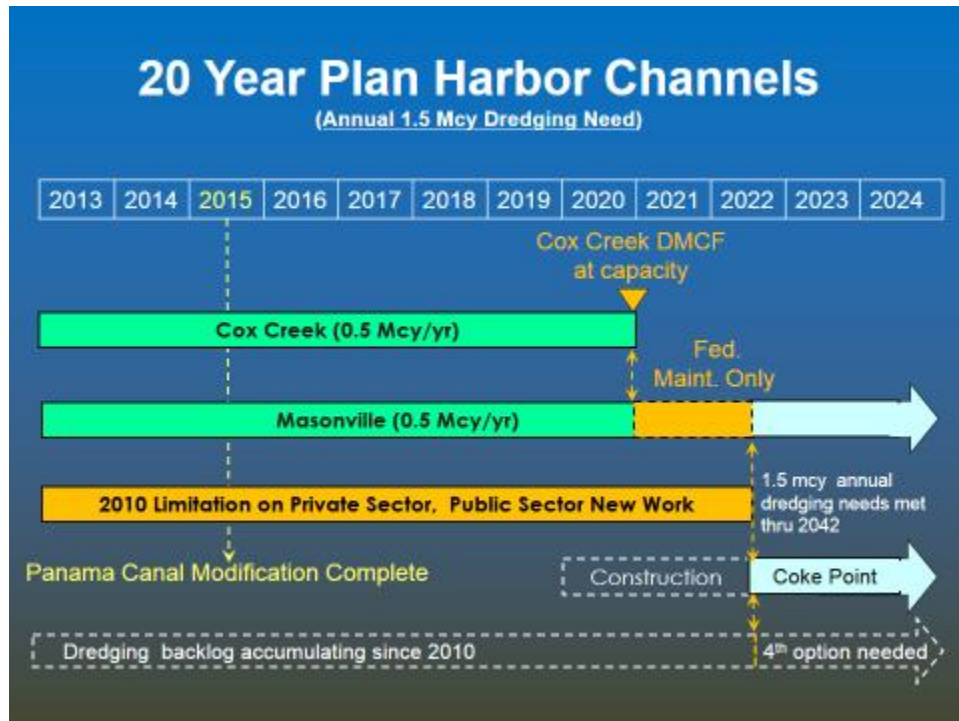 20 Year Plan Harbor Channels
(Annual 1.5 Mcy Dredging Need)
2013 2014 2015 2016 2017 2018 2019 2020 2021 2022 2023 2024
Cox Creek DMCF
at capacity
Cox Creek (0.5 Mcy/yr)
Fed.
Maint. Only
Masonville (0.5 Mcy/yr)
1.5 mcy annual
dredging needs met
thru 2042
2010 Limitation on Private Sector, Public Sector New Work
Panama Canal Modification Complete
Construction
Coke Point
Dredging backlog accumulating since 2010
4th option needed